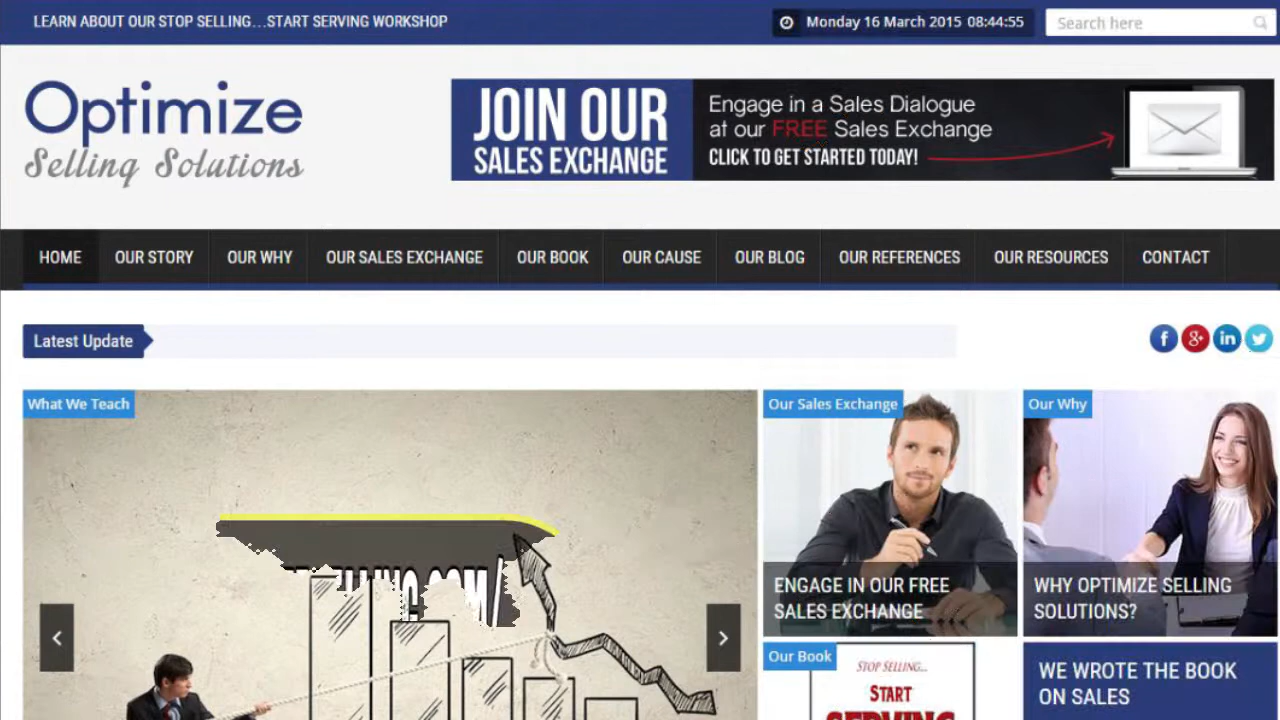 LEARN ABOUT OUR STOP SELLING...START SERVING WORKSHOP
Monday 16 March 2015 08:44:55
Search here
Optimize
Selling Solutions
JOIN OUR
SALES EXCHANGE
Engage in a Sales Dialogue
at our FREE Sales Exchange
CLICK TO GET STARTED TODAY!
HOME OUR STORY OUR WHY OUR SALES EXCHANGE OUR BOOK OUR CAUSE OUR BLOG OUR REFERENCES OUR RESOURCES CONTACT
Latest Update
f 8+ in
What We Teach
Our Sales Exchange
Our Why
ENGAGE IN OUR FREE
SALES EXCHANGE
WHY OPTIMIZE SELLING
SOLUTIONS?
Our Book
STOP SELLING...
START
SERVING
WE WROTE THE BOOK
ON SALES